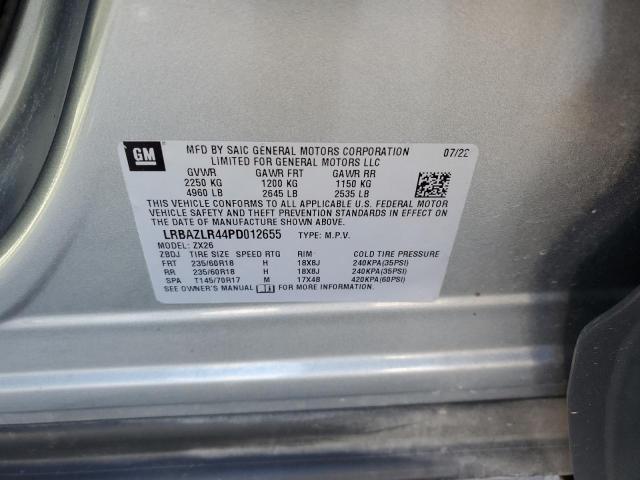 GM
MFD BY SAIC GENERAL MOTORS CORPORATION 07/22
LIMITED FOR GENERAL MOTORS LLC
GVWR GAWR FRT GAWR RR
2250 KG 1200 KG 1150 KG
4960 LB 2645 LB 2535 LB
THIS VEHICLE CONFORMS TO ALL APPLICABLE U.S. FEDERAL MOTOR
VEHICLE SAFETY AND THEFT PREVENTION STANDARDS IN EFFECT ON
THE DATE OF MANUFACTURE SHOWN ABOVE.
LRBAZLR44PD012655 TYPE: M.P.V.
MODEL: ZX26
ZBDJ TIRE SIZE SPEED RTG RIM COLD TIRE PRESSURE
FRT 235/60R18 H 18X8J 240KPA(35PSI)
RR 235/60R18 H 18X8J 240KPA(35PSI)
SPA T145/70R17 M 17X4B 420KPA(60PSI)
SEE OWNER'S MANUAL FOR MORE INFORMATION.